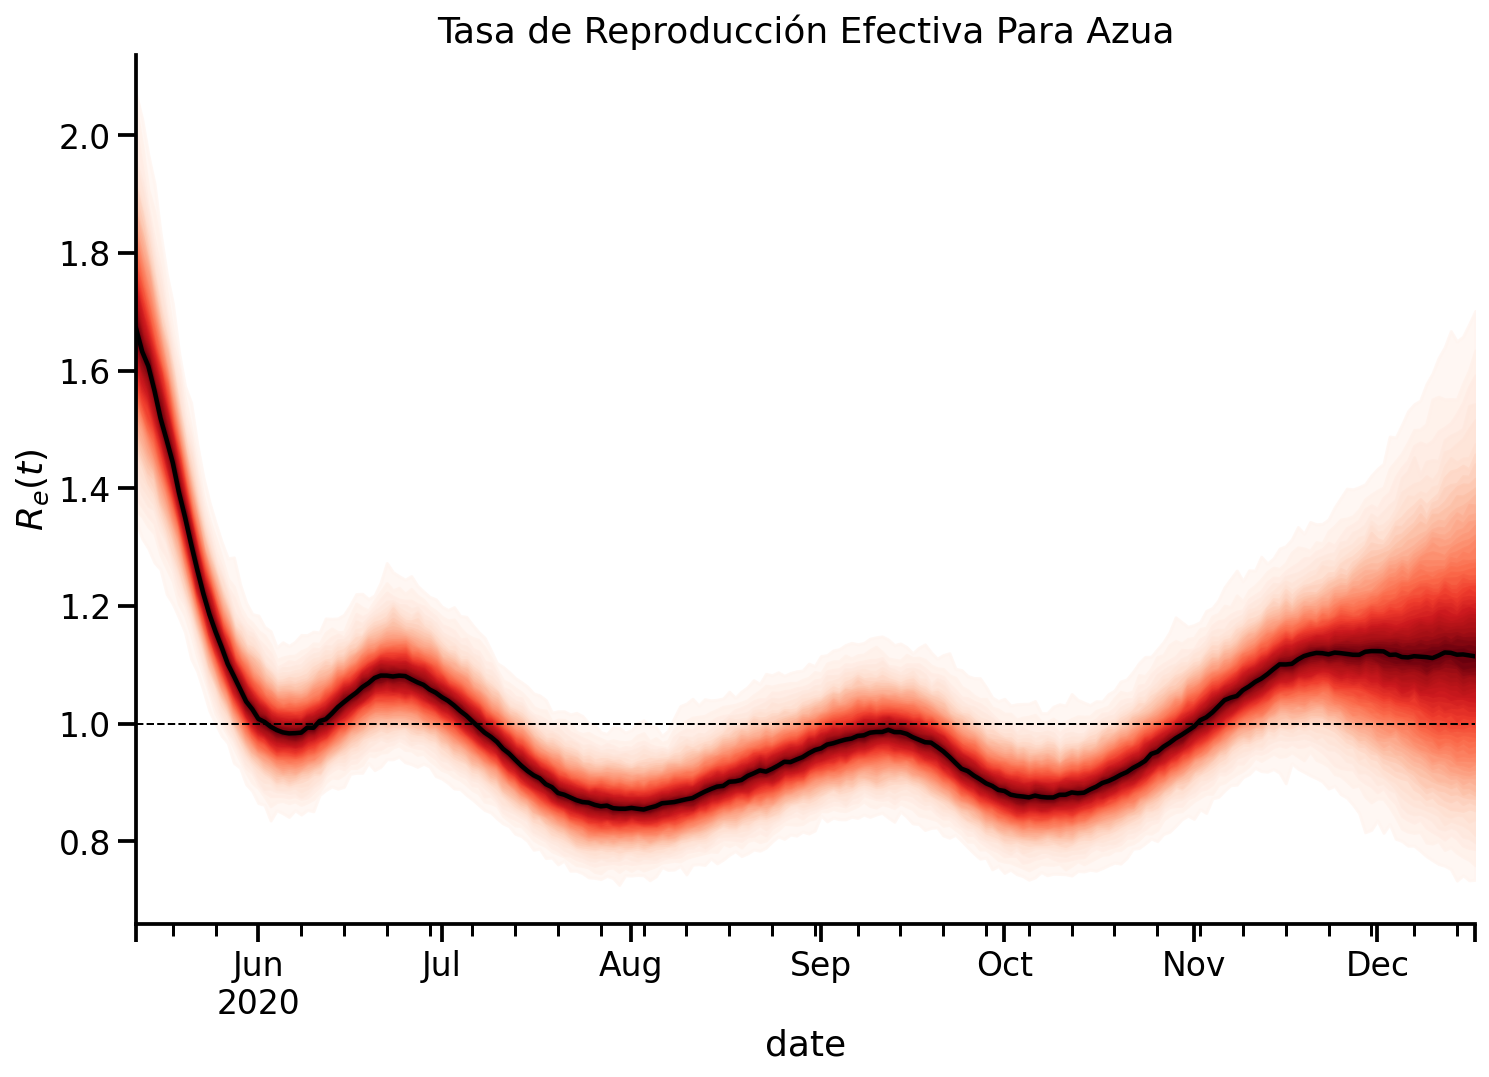 Tasa de Reproducción Efectiva Para Azua
R_e(t)
2.0
1.8
1.6
1.4
1.2
1.0
0.8
Jun
2020
Jul
Aug
Sep
Oct
Nov
Dec
date